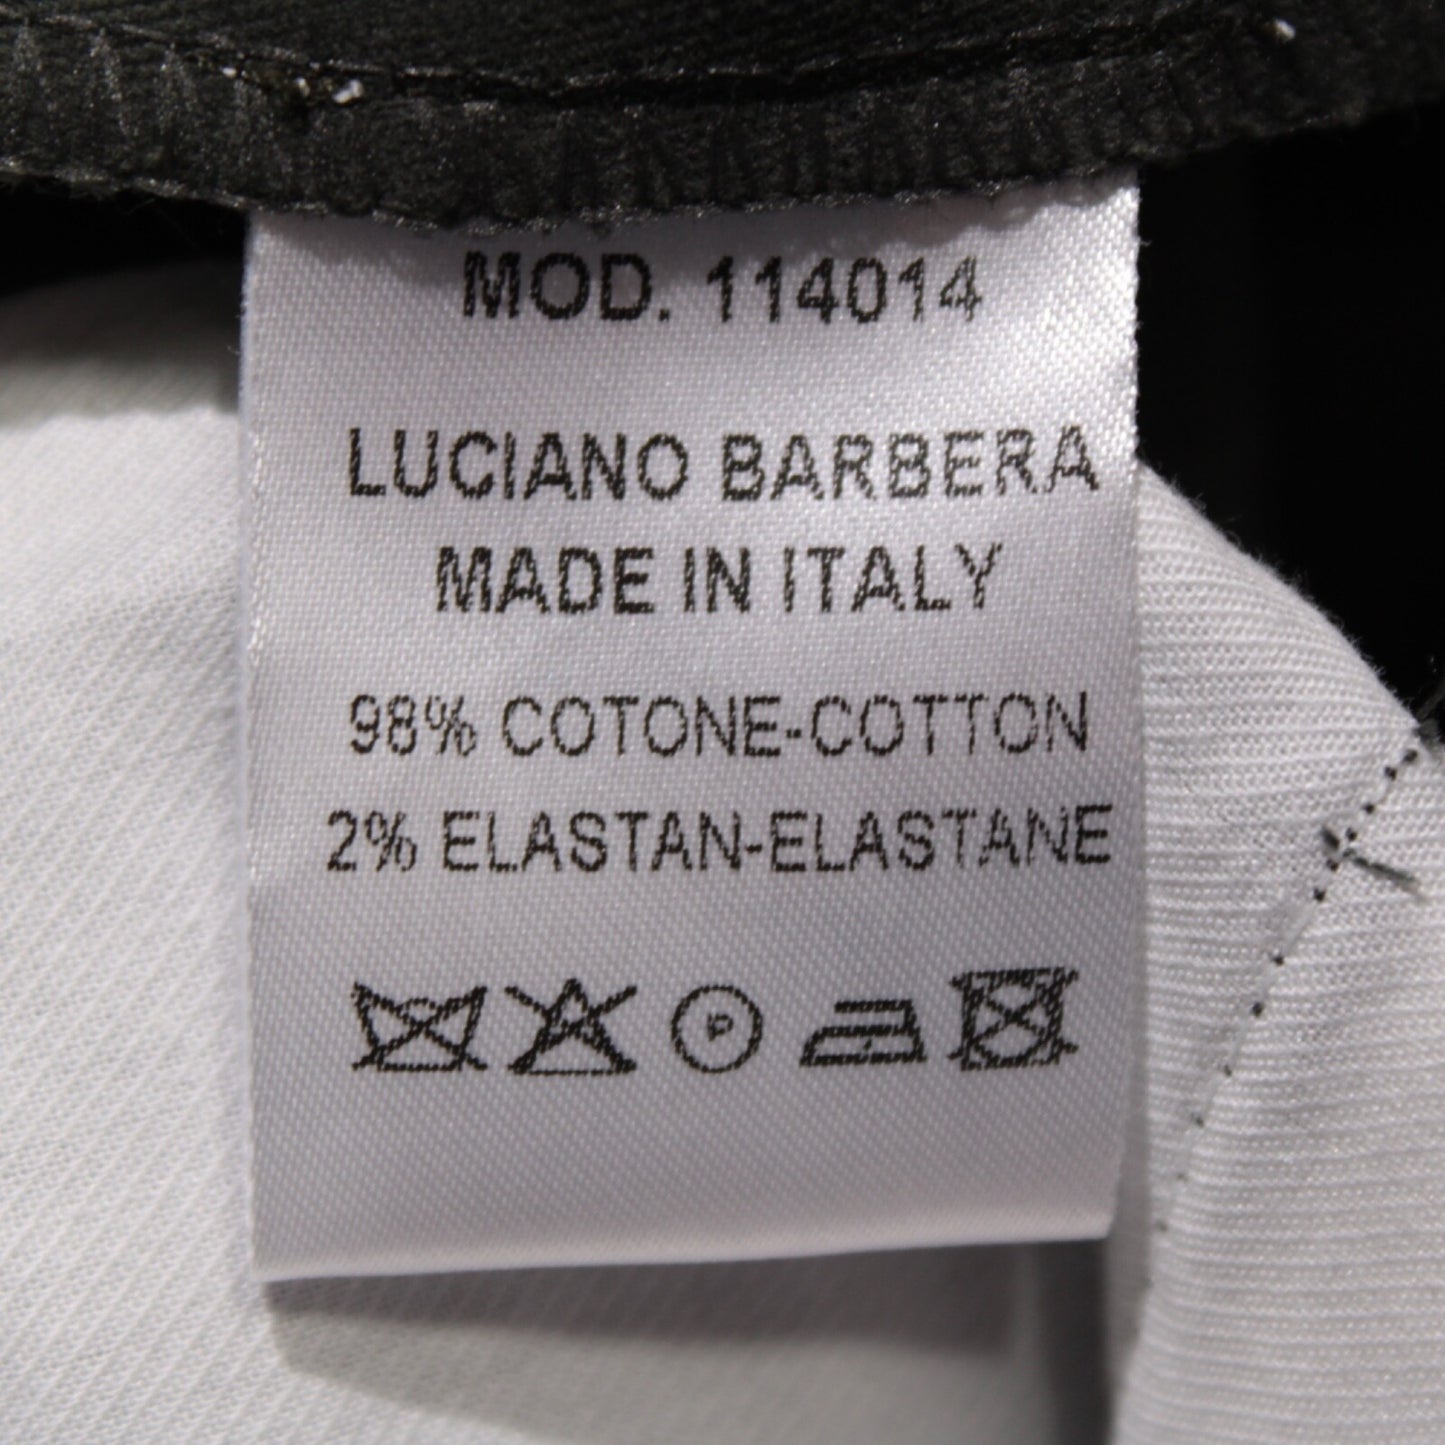 MOD. 114014
LUCIANO BARBERA
MADE IN ITALY
98% COTONE-COTTON
2% ELASTAN-ELASTANE
P